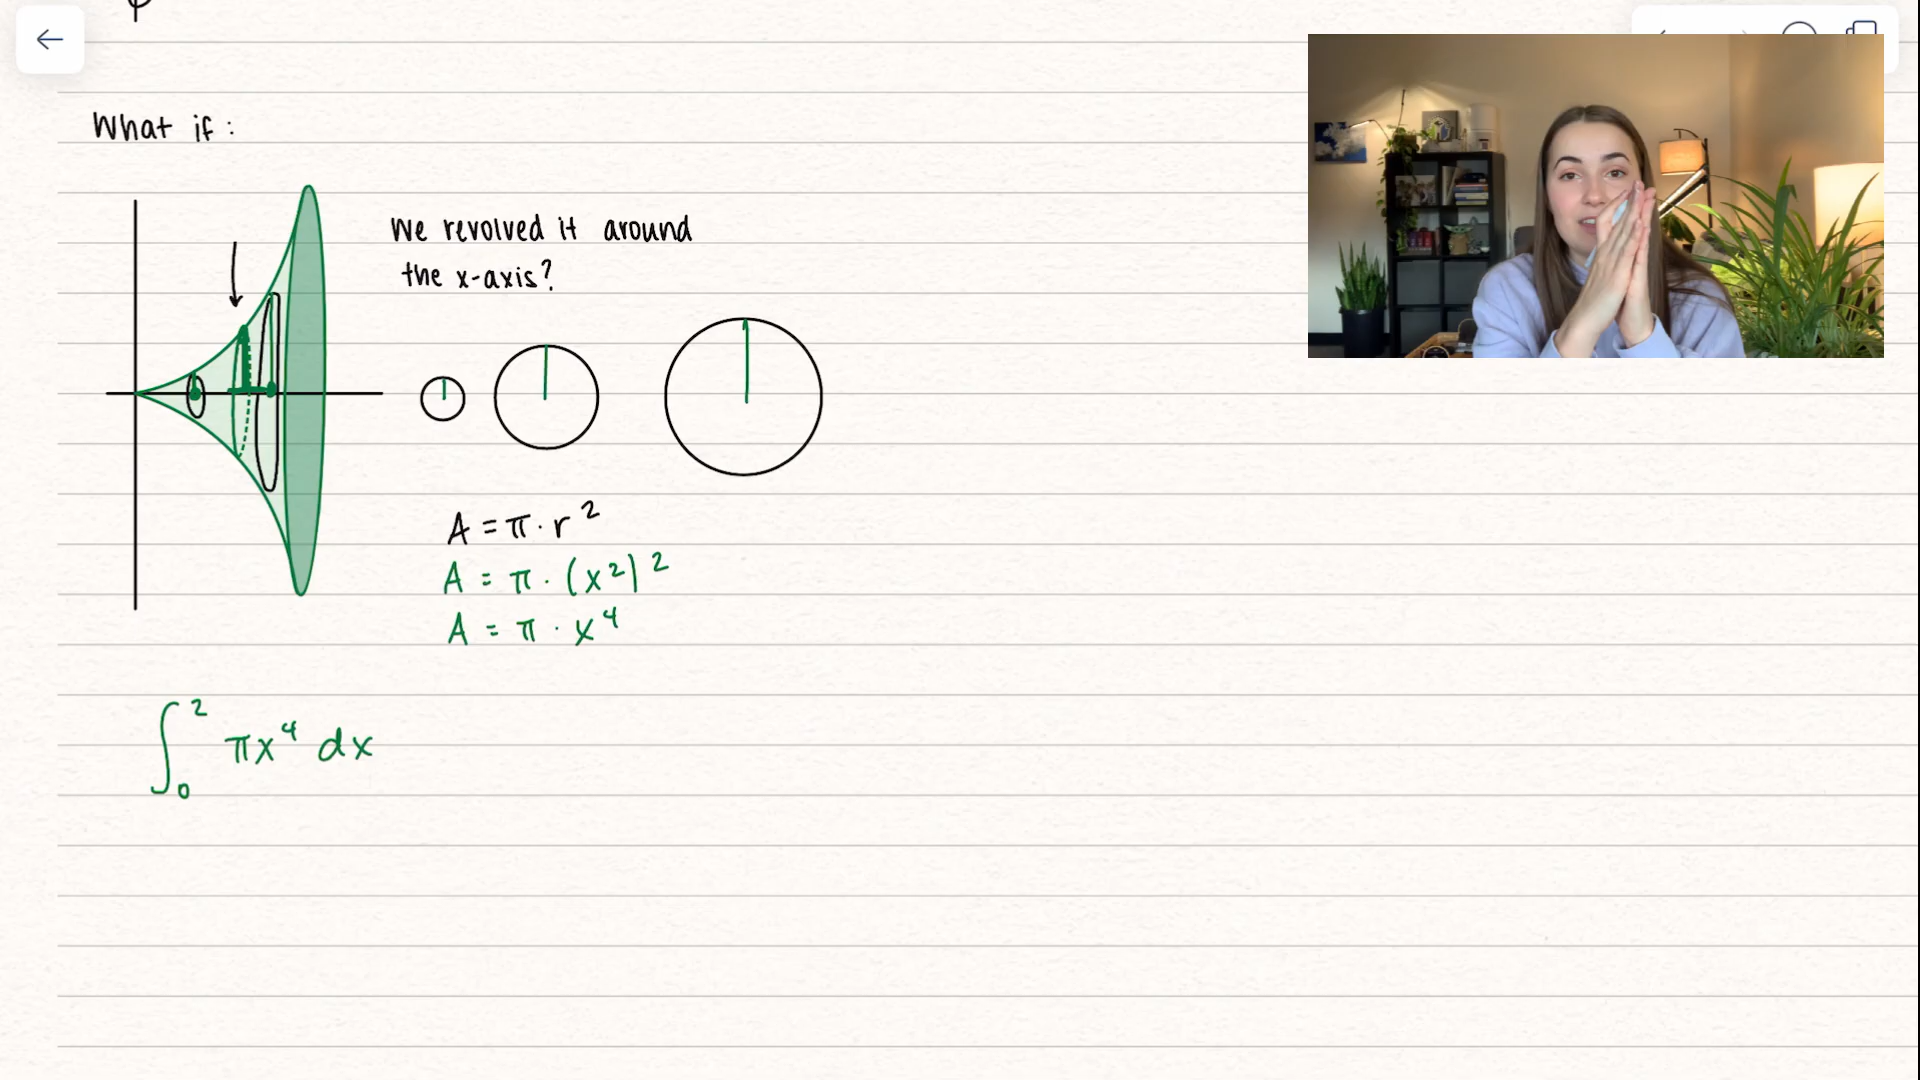 What if :
We revolved it around
the x-axis?
A = π · r²
A = π · (x²)²
A = π · x⁴
∫₀² πx⁴ dx